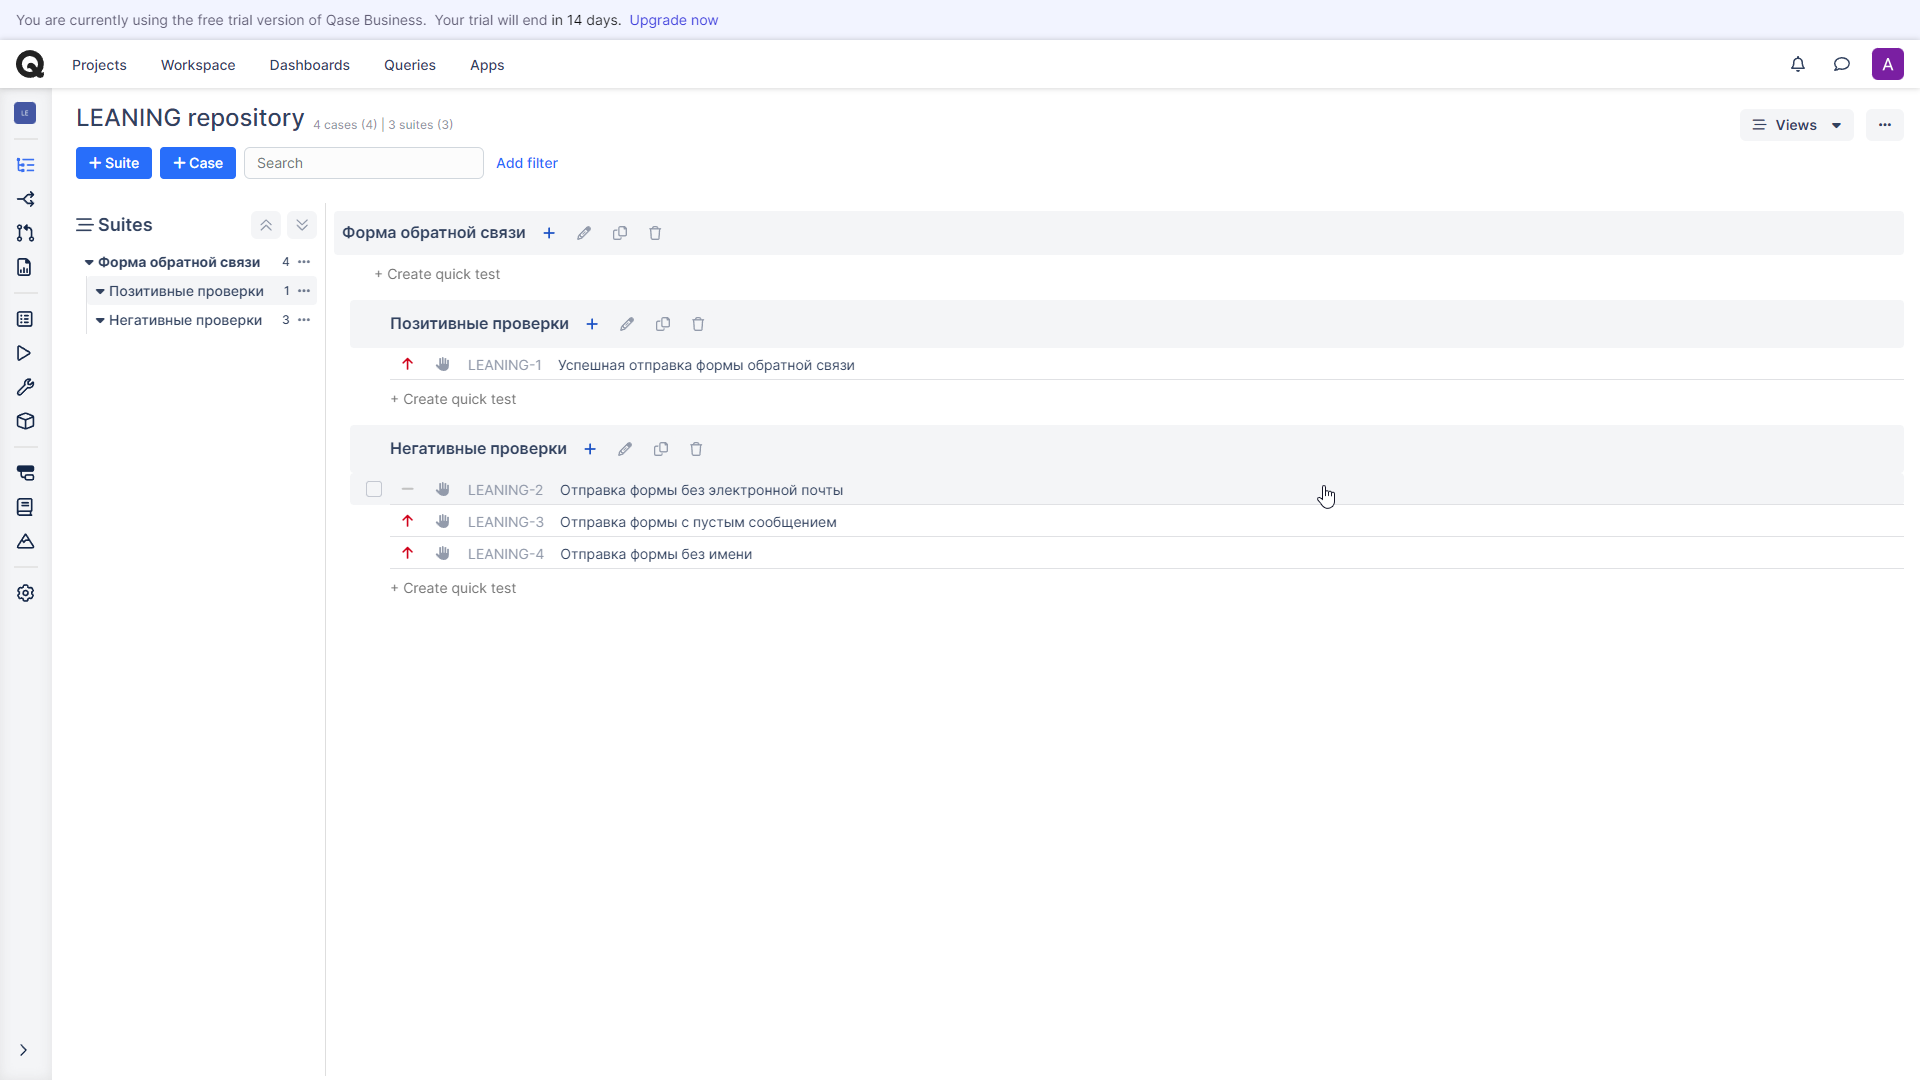 You are currently using the free trial version of Qase Business. Your trial will end in 14 days. Upgrade now
Projects Workspace Dashboards Queries Apps
A
LE
LEANING repository 4 cases (4) | 3 suites (3)
Views
+ Suite + Case Search Add filter
Suites
Форма обратной связи 4
Позитивные проверки 1
Негативные проверки 3
Форма обратной связи
+ Create quick test
Позитивные проверки
LEANING-1 Успешная отправка формы обратной связи
+ Create quick test
Негативные проверки
LEANING-2 Отправка формы без электронной почты
LEANING-3 Отправка формы с пустым сообщением
LEANING-4 Отправка формы без имени
+ Create quick test